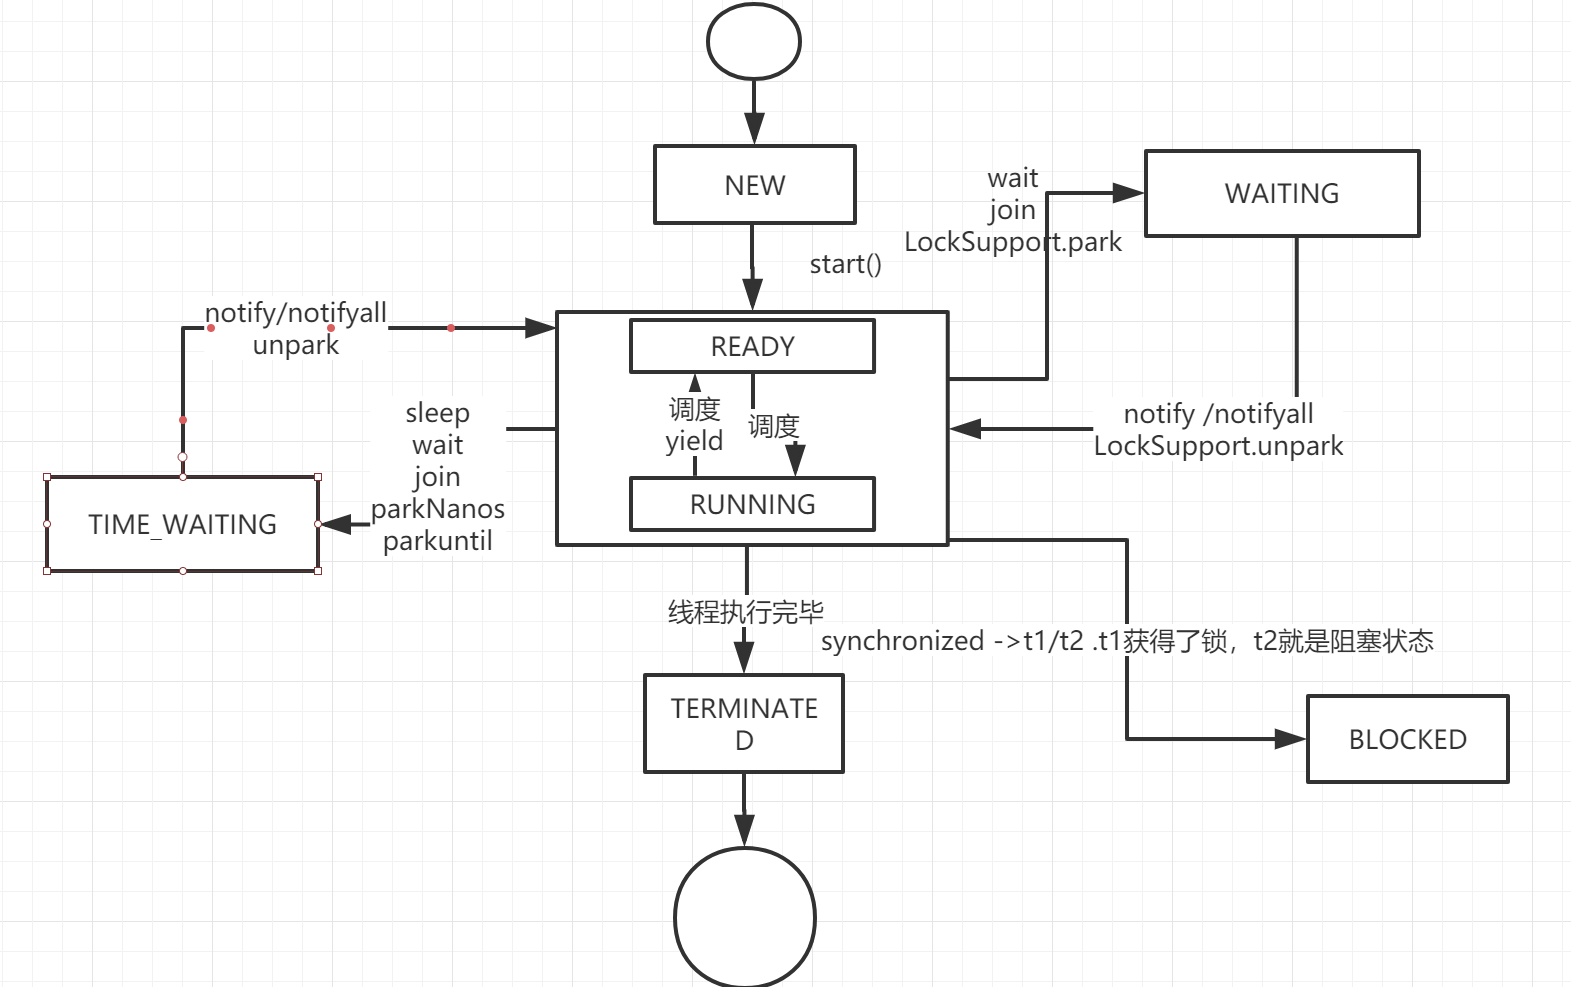 NEW
wait
join
LockSupport.park
WAITING
start()
notify/notifyall
unpark
READY
调度
yield
调度
RUNNING
sleep
wait
join
parkNanos
parkuntil
TIME_WAITING
notify /notifyall
LockSupport.unpark
线程执行完毕
synchronized ->t1/t2 .t1获得了锁，t2就是阻塞状态
TERMINATE
D
BLOCKED